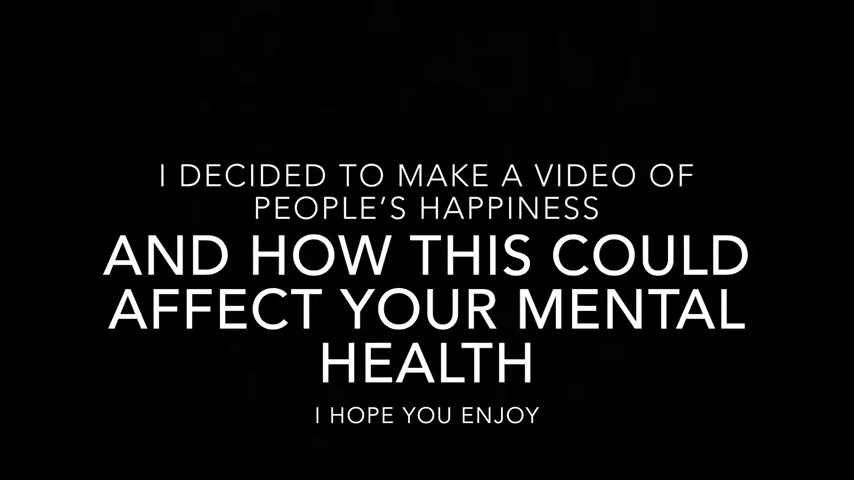 I DECIDED TO MAKE A VIDEO OF
PEOPLE’S HAPPINESS
AND HOW THIS COULD
AFFECT YOUR MENTAL
HEALTH
I HOPE YOU ENJOY